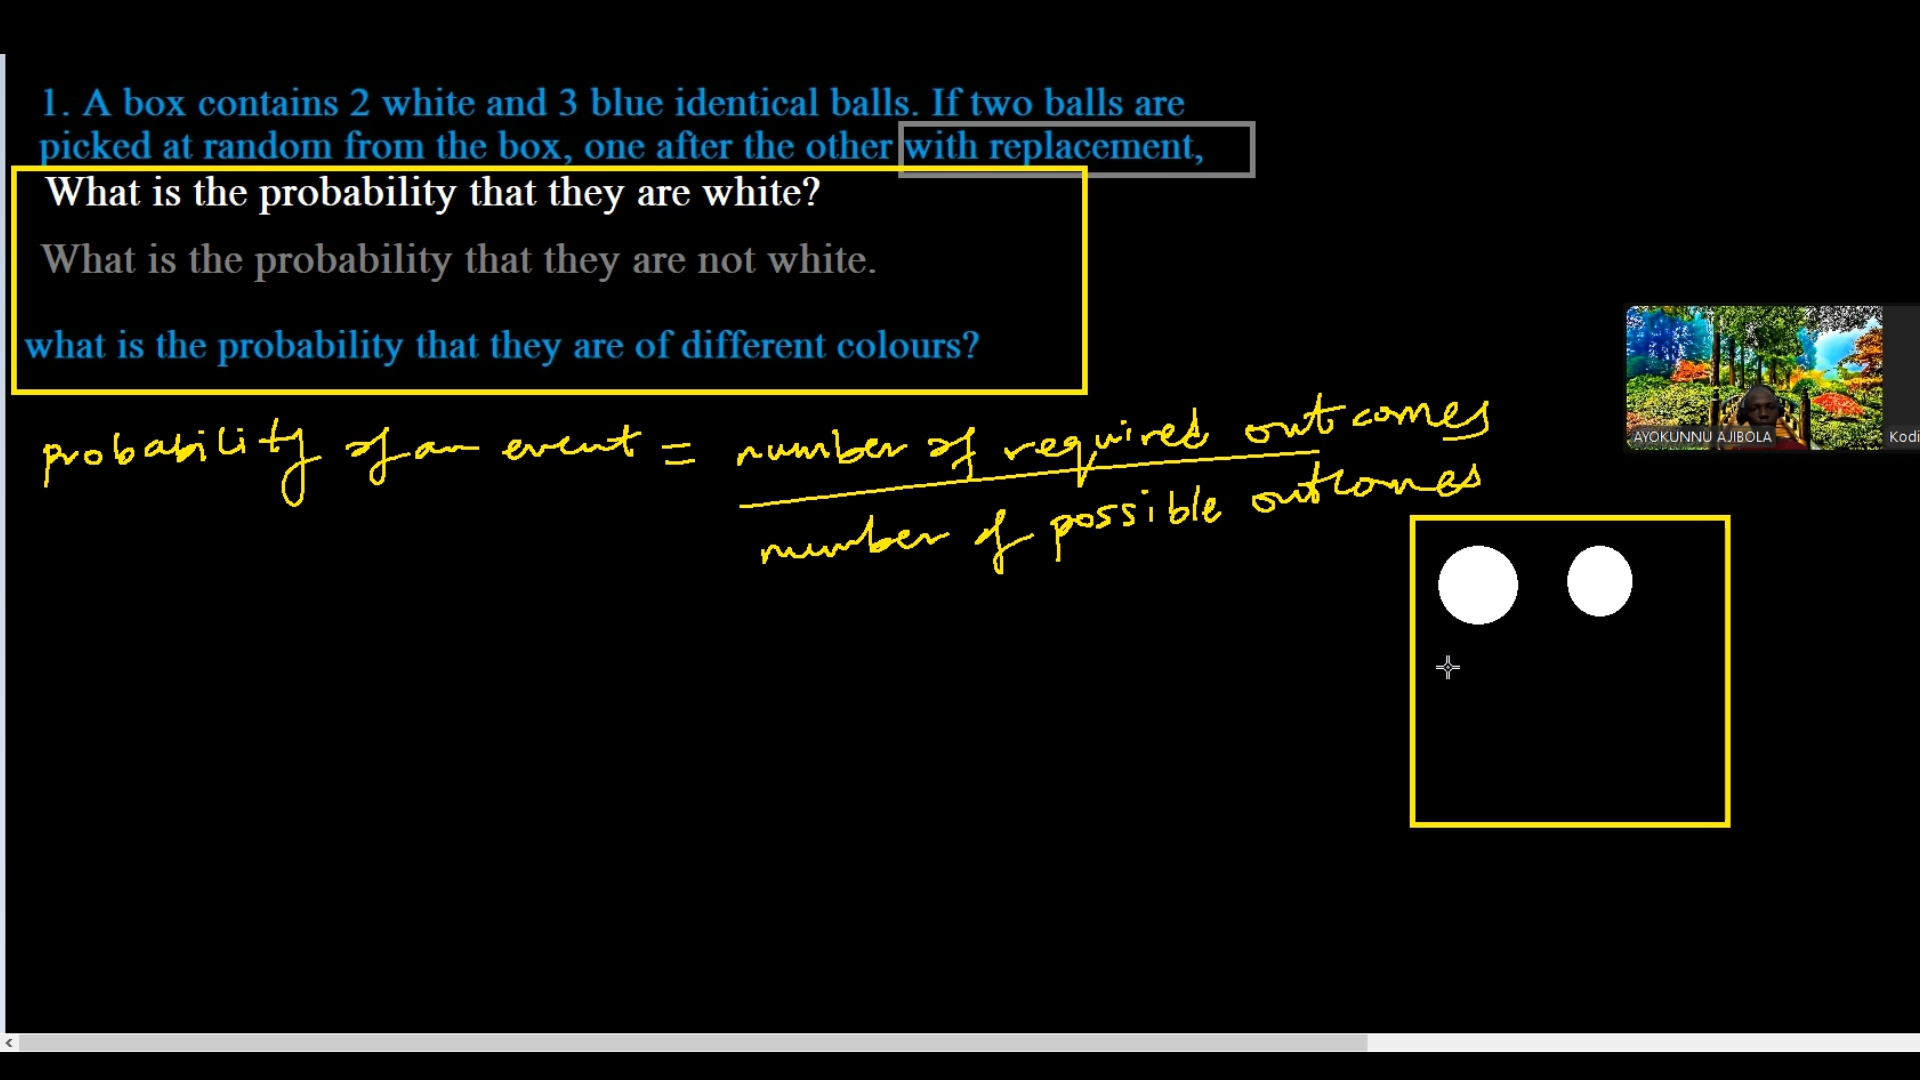 1. A box contains 2 white and 3 blue identical balls. If two balls are
picked at random from the box, one after the other with replacement,
What is the probability that they are white?
What is the probability that they are not white.
what is the probability that they are of different colours?
probability of an event = number of required outcomes
number of possible outcomes
AYOKUNNU AJIBOLA
Kodi